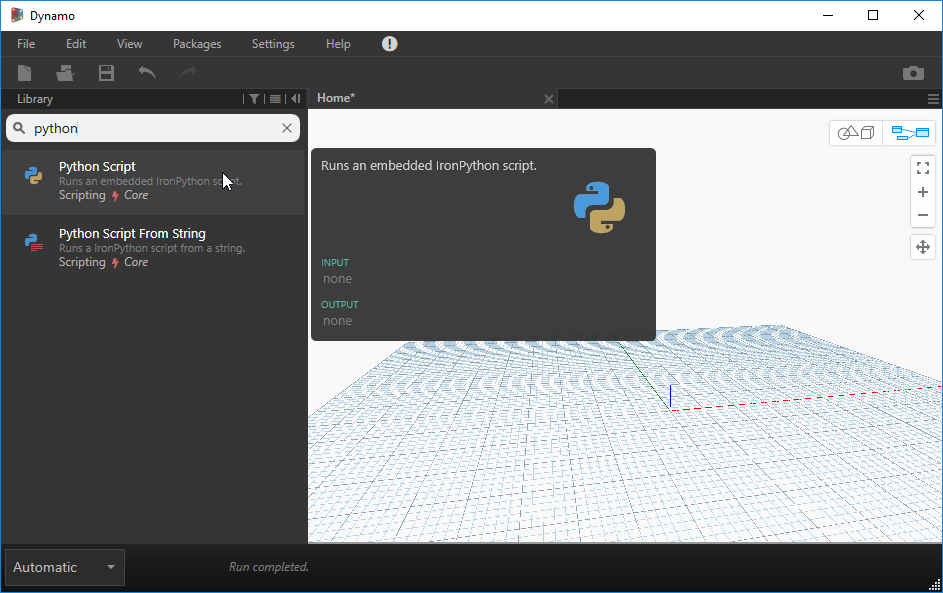 Dynamo
File Edit View Packages Settings Help
Library
Home*
python
Python Script
Runs an embedded IronPython script.
Scripting Core
Python Script From String
Runs a IronPython script from a string.
Scripting Core
Runs an embedded IronPython script.
INPUT
none
OUTPUT
none
Automatic
Run completed.